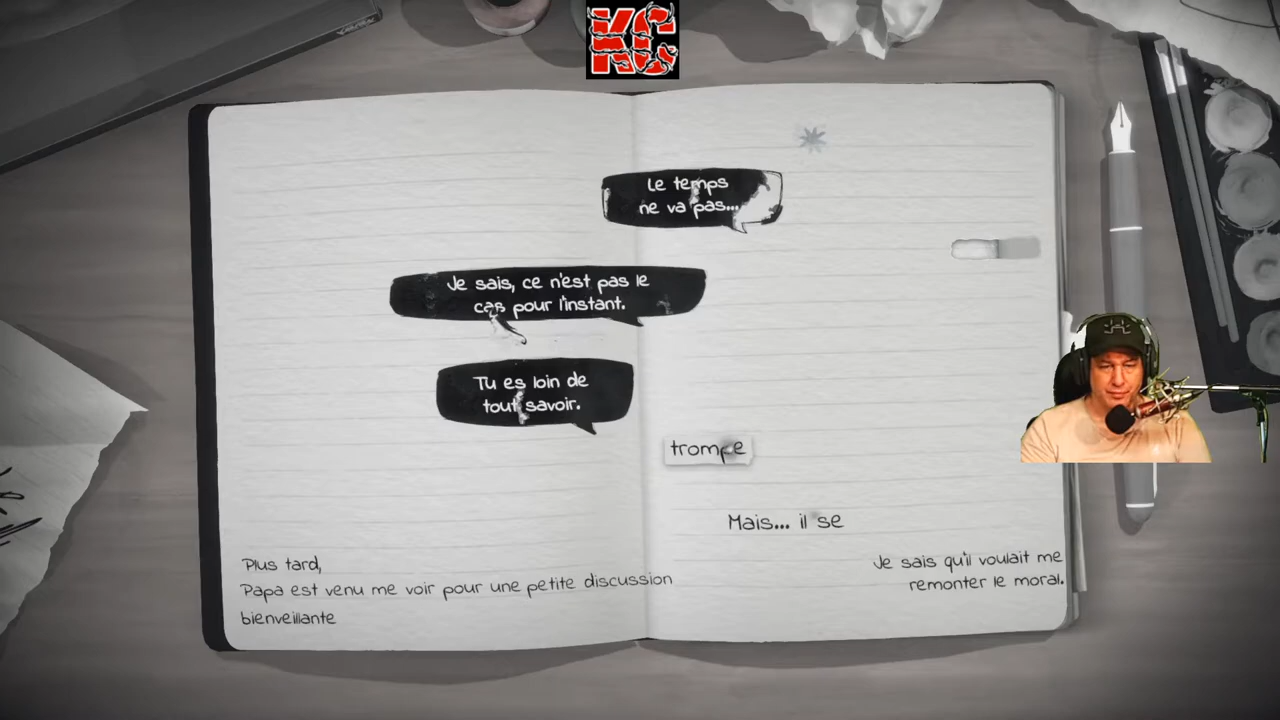 KC
Le temps
ne va pas...
Je sais, ce n'est pas le
cas pour l'instant.
Tu es loin de
tout savoir.
trompe
Mais... il se
Plus tard,
Papa est venu me voir pour une petite discussion
bienveillante
Je sais qu'il voulait me
remonter le moral.